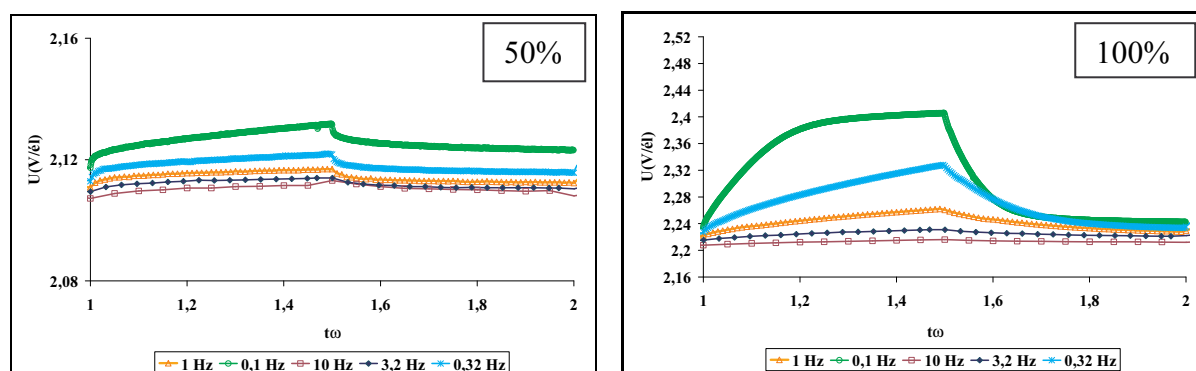 50%
U(V/él)
2,16
2,12
2,08
1 1,2 1,4 1,6 1,8 2
tω
1 Hz 0,1 Hz 10 Hz 3,2 Hz 0,32 Hz
100%
U(V/él)
2,52
2,48
2,44
2,4
2,36
2,32
2,28
2,24
2,2
2,16
1 1,2 1,4 1,6 1,8 2
tω
1 Hz 0,1 Hz 10 Hz 3,2 Hz 0,32 Hz